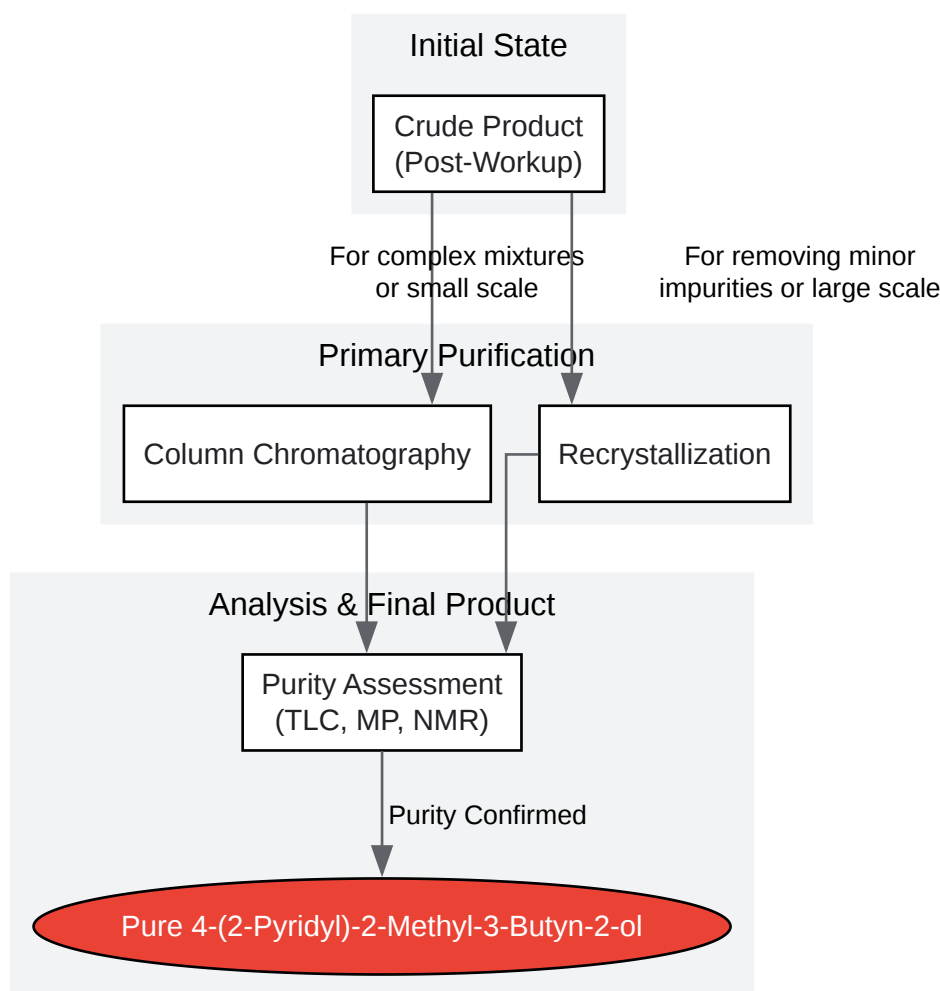 Initial State
Crude Product
(Post-Workup)
For complex mixtures
or small scale
For removing minor
impurities or large scale
Primary Purification
Column Chromatography
Recrystallization
Analysis & Final Product
Purity Assessment
(TLC, MP, NMR)
Purity Confirmed
Pure 4-(2-Pyridyl)-2-Methyl-3-Butyn-2-ol